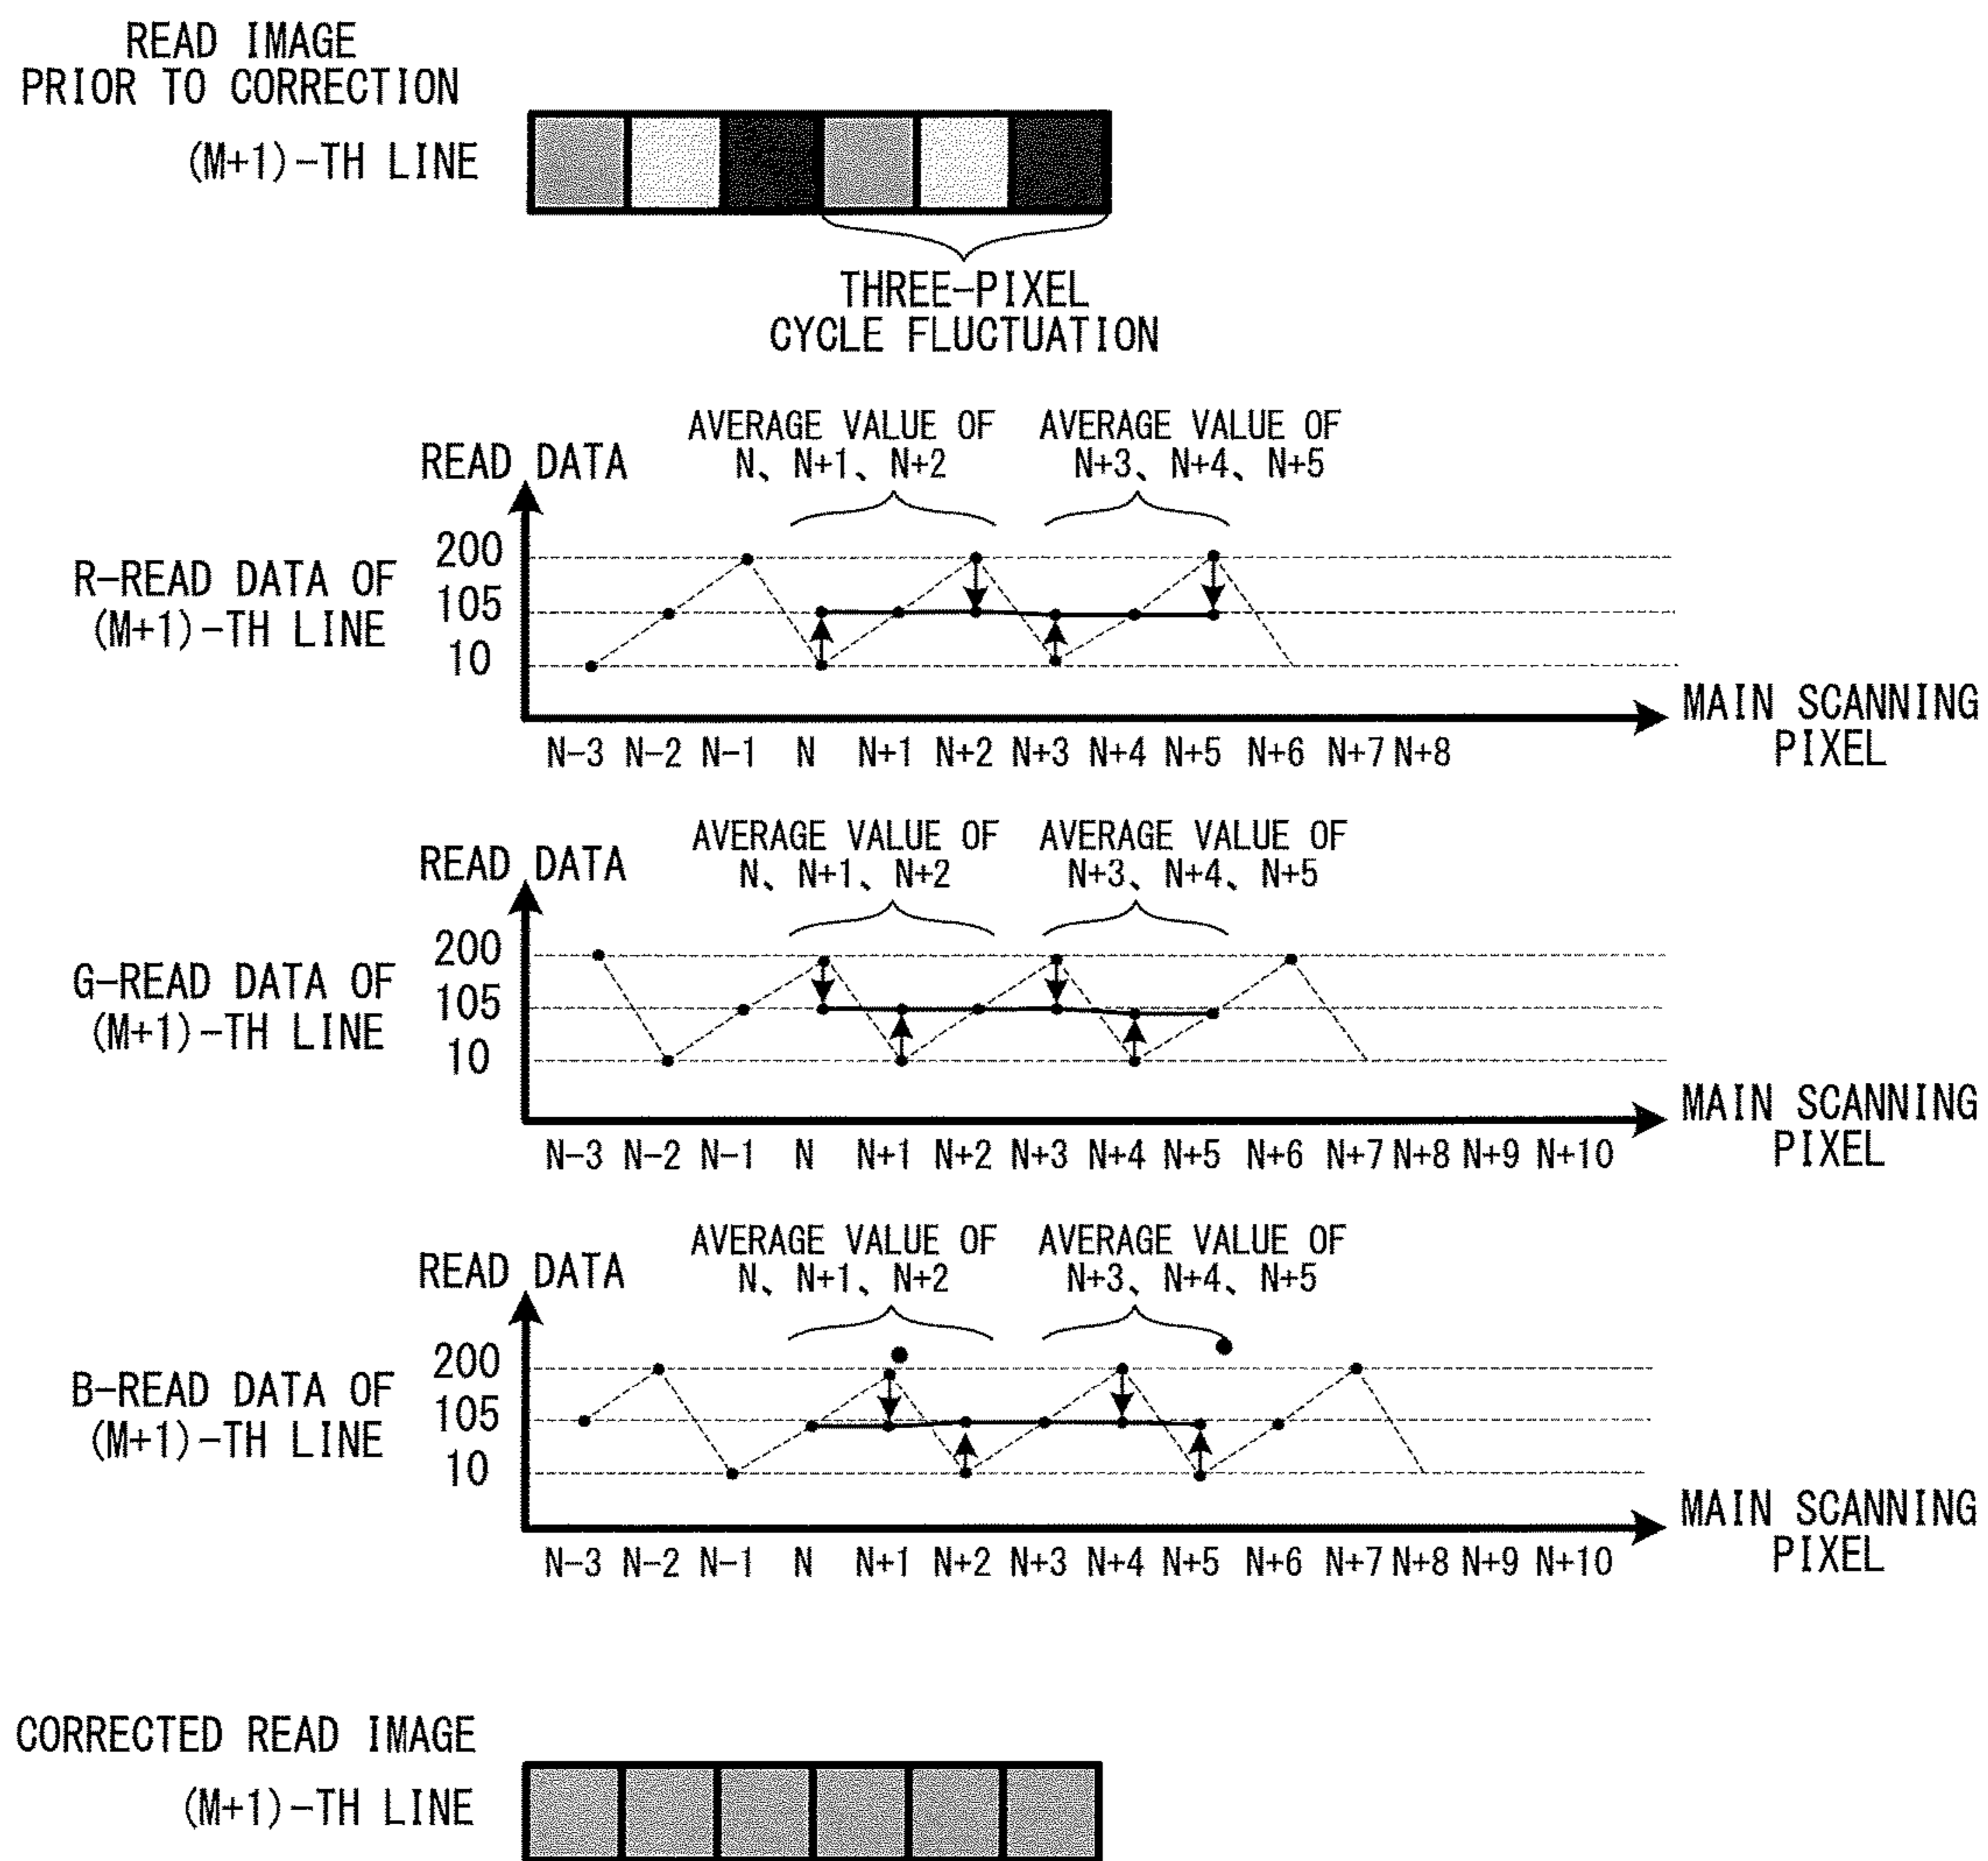 READ IMAGE
PRIOR TO CORRECTION
(M+1)-TH LINE
THREE-PIXEL
CYCLE FLUCTUATION
AVERAGE VALUE OF
N、N+1、N+2
AVERAGE VALUE OF
N+3、N+4、N+5
READ DATA
R-READ DATA OF
(M+1)-TH LINE
200
105
10
MAIN SCANNING
PIXEL
N-3 N-2 N-1 N N+1 N+2 N+3 N+4 N+5 N+6 N+7 N+8
AVERAGE VALUE OF
N、N+1、N+2
AVERAGE VALUE OF
N+3、N+4、N+5
READ DATA
G-READ DATA OF
(M+1)-TH LINE
200
105
10
MAIN SCANNING
PIXEL
N-3 N-2 N-1 N N+1 N+2 N+3 N+4 N+5 N+6 N+7 N+8 N+9 N+10
AVERAGE VALUE OF
N、N+1、N+2
AVERAGE VALUE OF
N+3、N+4、N+5
READ DATA
B-READ DATA OF
(M+1)-TH LINE
200
105
10
MAIN SCANNING
PIXEL
N-3 N-2 N-1 N N+1 N+2 N+3 N+4 N+5 N+6 N+7 N+8 N+9 N+10
CORRECTED READ IMAGE
(M+1)-TH LINE